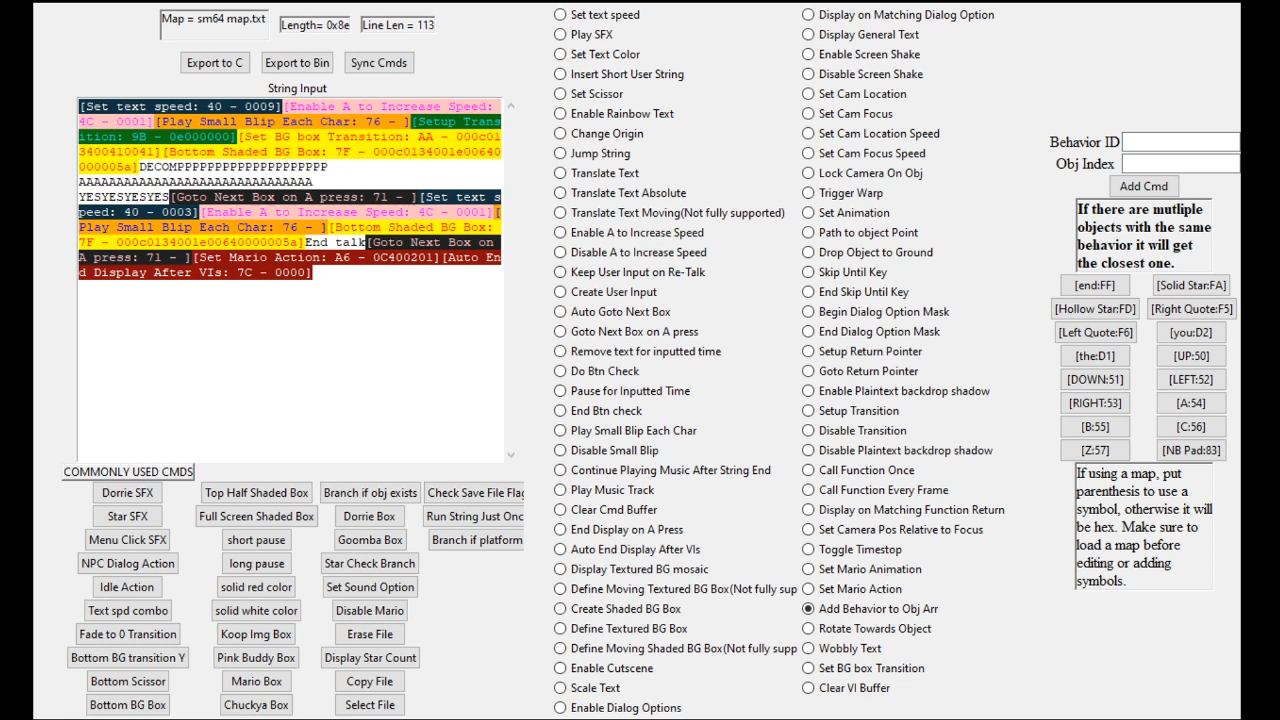 Map = sm64 map.txt
Length= 0x8e
Line Len = 113
Export to C
Export to Bin
Sync Cmds
String Input
[Set text speed: 40 - 0009][Enable A to Increase Speed:
4C - 0001][Play Small Blip Each Char: 76 - ][Setup Trans
ition: 9B - 0e000000][Set BG box Transition: AA - 000c01
3400410041][Bottom Shaded BG Box: 7F - 000c0134001e00640
000005a]DECOMPPPPPPPPPPPPPPPPPPPP
AAAAAAAAAAAAAAAAAAAAAAAAAAAAAAA
YESYESYESYES[Goto Next Box on A press: 71 - ][Set text s
peed: 40 - 0003][Enable A to Increase Speed: 4C - 0001][
Play Small Blip Each Char: 76 - ][Bottom Shaded BG Box:
7F - 000c0134001e00640000005a]End talk[Goto Next Box on
A press: 71 - ][Set Mario Action: A6 - 0C400201][Auto En
d Display After VIs: 7C - 0000]
COMMONLY USED CMDS
Dorrie SFX
Top Half Shaded Box
Branch if obj exists
Check Save File Flag
Star SFX
Full Screen Shaded Box
Dorrie Box
Run String Just Onc
Menu Click SFX
short pause
Goomba Box
Branch if platform
NPC Dialog Action
long pause
Star Check Branch
Idle Action
solid red color
Set Sound Option
Text spd combo
solid white color
Disable Mario
Fade to 0 Transition
Koop Img Box
Erase File
Bottom BG transition Y
Pink Buddy Box
Display Star Count
Bottom Scissor
Mario Box
Copy File
Bottom BG Box
Chuckya Box
Select File
Set text speed
Play SFX
Set Text Color
Insert Short User String
Set Scissor
Enable Rainbow Text
Change Origin
Jump String
Translate Text
Translate Text Absolute
Translate Text Moving(Not fully supported)
Enable A to Increase Speed
Disable A to Increase Speed
Keep User Input on Re-Talk
Create User Input
Auto Goto Next Box
Goto Next Box on A press
Remove text for inputted time
Do Btn Check
Pause for Inputted Time
End Btn check
Play Small Blip Each Char
Disable Small Blip
Continue Playing Music After String End
Play Music Track
Clear Cmd Buffer
End Display on A Press
Auto End Display After VIs
Display Textured BG mosaic
Define Moving Textured BG Box(Not fully supp
Create Shaded BG Box
Define Textured BG Box
Define Moving Shaded BG Box(Not fully supp
Enable Cutscene
Scale Text
Enable Dialog Options
Display on Matching Dialog Option
Display General Text
Enable Screen Shake
Disable Screen Shake
Set Cam Location
Set Cam Focus
Set Cam Location Speed
Set Cam Focus Speed
Lock Camera On Obj
Trigger Warp
Set Animation
Path to object Point
Drop Object to Ground
Skip Until Key
End Skip Until Key
Begin Dialog Option Mask
End Dialog Option Mask
Setup Return Pointer
Goto Return Pointer
Enable Plaintext backdrop shadow
Setup Transition
Disable Transition
Disable Plaintext backdrop shadow
Call Function Once
Call Function Every Frame
Display on Matching Function Return
Set Camera Pos Relative to Focus
Toggle Timestop
Set Mario Animation
Set Mario Action
Add Behavior to Obj Arr
Rotate Towards Object
Wobbly Text
Set BG box Transition
Clear VI Buffer
Behavior ID
Obj Index
Add Cmd
If there are mutliple
objects with the same
behavior it will get
the closest one.
[end:FF]
[Solid Star:FA]
[Hollow Star:FD]
[Right Quote:F5]
[Left Quote:F6]
[you:D2]
[the:D1]
[UP:50]
[DOWN:51]
[LEFT:52]
[RIGHT:53]
[A:54]
[B:55]
[C:56]
[Z:57]
[NB Pad:83]
If using a map, put
parenthesis to use a
symbol, otherwise it will
be hex. Make sure to
load a map before
editing or adding
symbols.